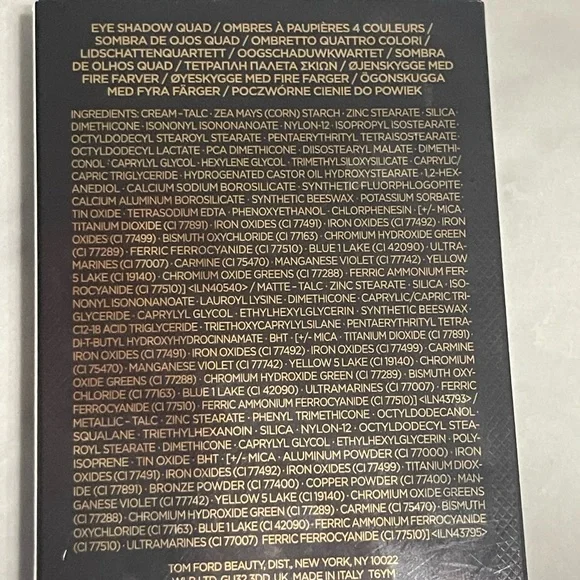 EYE SHADOW QUAD / OMBRES À PAUPIÈRES 4 COULEURS /
SOMBRA DE OJOS QUAD / OMBRETTO QUATTRO COLORI /
LIDSCHATTENQUARTETT / OOGSCHADUWKWARTET / SOMBRA
DE OLHOS QUAD / ΤΕΤΡΑΠΛΗ ΠΑΛΕΤΑ ΣΚΙΩΝ / ØJENSKYGGE MED
FIRE FARVER / ØYESKYGGE MED FIRE FARGER / ÖGONSKUGGA
MED FYRA FÄRGER / POCZWÓRNE CIENIE DO POWIEK
INGREDIENTS: CREAM - TALC · ZEA MAYS (CORN) STARCH · ZINC STEARATE · SILICA ·
DIMETHICONE · ISONONYL ISONONANOATE · NYLON-12 · ISOPROPYL ISOSTEARATE ·
OCTYLDODECYL STEAROYL STEARATE · PENTAERYTHRITYL TETRAISOSTEARATE ·
OCTYLDODECYL LACTATE · PCA DIMETHICONE · DIISOSTEARYL MALATE · DIMETHI-
CONOL · CAPRYLYL GLYCOL · HEXYLENE GLYCOL · TRIMETHYLSILOXYSILICATE · CAPRYLIC/
CAPRIC TRIGLYCERIDE · HYDROGENATED CASTOR OIL HYDROXYSTEARATE · 1,2-HEX-
ANEDIOL · CALCIUM SODIUM BOROSILICATE · SYNTHETIC FLUORPHLOGOPITE ·
CALCIUM ALUMINUM BOROSILICATE · SYNTHETIC BEESWAX · POTASSIUM SORBATE ·
TIN OXIDE · TETRASODIUM EDTA · PHENOXYETHANOL · CHLORPHENESIN · [+/- MICA ·
TITANIUM DIOXIDE (CI 77891) · IRON OXIDES (CI 77491) · IRON OXIDES (CI 77492) · IRON
OXIDES (CI 77499) · BISMUTH OXYCHLORIDE (CI 77163) · CHROMIUM HYDROXIDE GREEN
(CI 77289) · FERRIC FERROCYANIDE (CI 77510) · BLUE 1 LAKE (CI 42090) · ULTRA-
MARINES (CI 77007) · CARMINE (CI 75470) · MANGANESE VIOLET (CI 77742) · YELLOW
5 LAKE (CI 19140) · CHROMIUM OXIDE GREENS (CI 77288) · FERRIC AMMONIUM FER-
ROCYANIDE (CI 77510)] <ILN40540> / MATTE - TALC · ZINC STEARATE · SILICA · ISO-
NONYL ISONONANOATE · LAUROYL LYSINE · DIMETHICONE · CAPRYLIC/CAPRIC TRI-
GLYCERIDE · CAPRYLYL GLYCOL · ETHYLHEXYLGLYCERIN · SYNTHETIC BEESWAX ·
C12-18 ACID TRIGLYCERIDE · TRIETHOXYCAPRYLYLSILANE · PENTAERYTHRITYL TETRA-
DI-T-BUTYL HYDROXYHYDROCINNAMATE · BHT · [+/- MICA · TITANIUM DIOXIDE (CI 77891) ·
IRON OXIDES (CI 77491) · IRON OXIDES (CI 77492) · IRON OXIDES (CI 77499) · CARMINE
(CI 75470) · MANGANESE VIOLET (CI 77742) · YELLOW 5 LAKE (CI 19140) · CHROMIUM
OXIDE GREENS (CI 77288) · CHROMIUM HYDROXIDE GREEN (CI 77289) · BISMUTH OXY-
CHLORIDE (CI 77163) · BLUE 1 LAKE (CI 42090) · ULTRAMARINES (CI 77007) · FERRIC
FERROCYANIDE (CI 77510) · FERRIC AMMONIUM FERROCYANIDE (CI 77510)] <ILN43793> /
METALLIC - TALC · ZINC STEARATE · PHENYL TRIMETHICONE · OCTYLDODECANOL ·
SQUALANE · TRIETHYLHEXANOIN · SILICA · NYLON-12 · OCTYLDODECYL STEA-
ROYL STEARATE · DIMETHICONE · CAPRYLYL GLYCOL · ETHYLHEXYLGLYCERIN · POLY-
ISOPRENE · TIN OXIDE · BHT · [+/- MICA · ALUMINUM POWDER (CI 77000) · IRON
OXIDES (CI 77491) · IRON OXIDES (CI 77492) · IRON OXIDES (CI 77499) · TITANIUM DIOX-
IDE (CI 77891) · BRONZE POWDER (CI 77400) · COPPER POWDER (CI 77400) · MAN-
GANESE VIOLET (CI 77742) · YELLOW 5 LAKE (CI 19140) · CHROMIUM OXIDE GREENS
(CI 77288) · CHROMIUM HYDROXIDE GREEN (CI 77289) · CARMINE (CI 75470) · BISMUTH
OXYCHLORIDE (CI 77163) · BLUE 1 LAKE (CI 42090) · FERRIC AMMONIUM FERROCYANIDE
(CI 77510) · ULTRAMARINES (CI 77007) · FERRIC FERROCYANIDE (CI 77510)] <ILN43795>
TOM FORD BEAUTY, DIST., NEW YORK, NY 10022
WLR LTD, GU32 3DD, UK. MADE IN ITALY T6YM